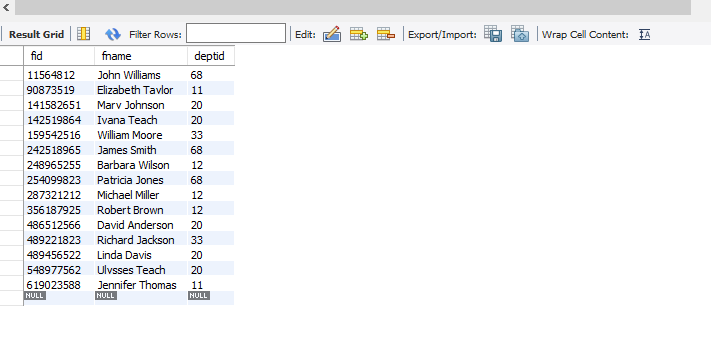 Result Grid Filter Rows: Edit: Export/Import: Wrap Cell Content: IA
fid fname deptid
11564812 John Williams 68
90873519 Elizabeth Taylor 11
141582651 Mary Johnson 20
142519864 Ivana Teach 20
159542516 William Moore 33
242518965 James Smith 68
248965255 Barbara Wilson 12
254099823 Patricia Jones 68
287321212 Michael Miller 12
356187925 Robert Brown 12
486512566 David Anderson 20
489221823 Richard Jackson 33
489456522 Linda Davis 20
548977562 Ulysses Teach 20
619023588 Jennifer Thomas 11
NULL NULL NULL